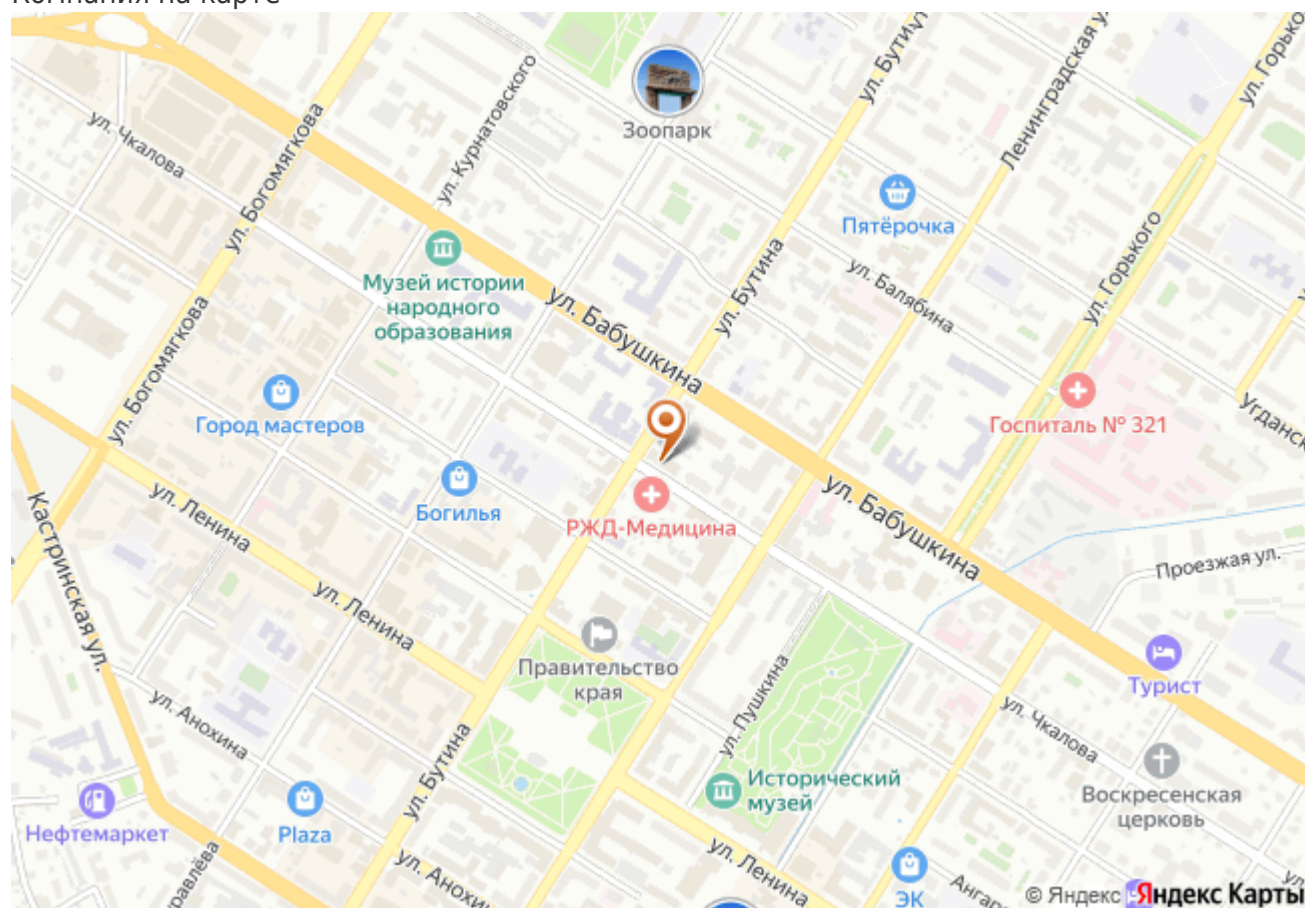 Компания на карте
ул. Бутина
Ленинградская ул.
ул. Горького
ул. Чкалова
ул. Богомягкова
ул. Курнатовского
Зоопарк
Пятёрочка
ул. Балябина
ул. Бутина
ул. Горького
Музей истории
народного
образования
ул. Бабушкина
ул. Богомягкова
Город мастеров
Госпиталь № 321
Богилья
РЖД-Медицина
ул. Ленина
Кастринская ул.
ул. Бабушкина
Проезжая ул.
ул. Ленина
Правительство
края
ул. Пушкина
Турист
ул. Анохина
ул. Бутина
ул. Чкалова
Исторический
музей
Воскресенская
церковь
Нефтемаркет
Plaza
ул. Ленина
ЭК
© Яндекс
Яндекс Карты